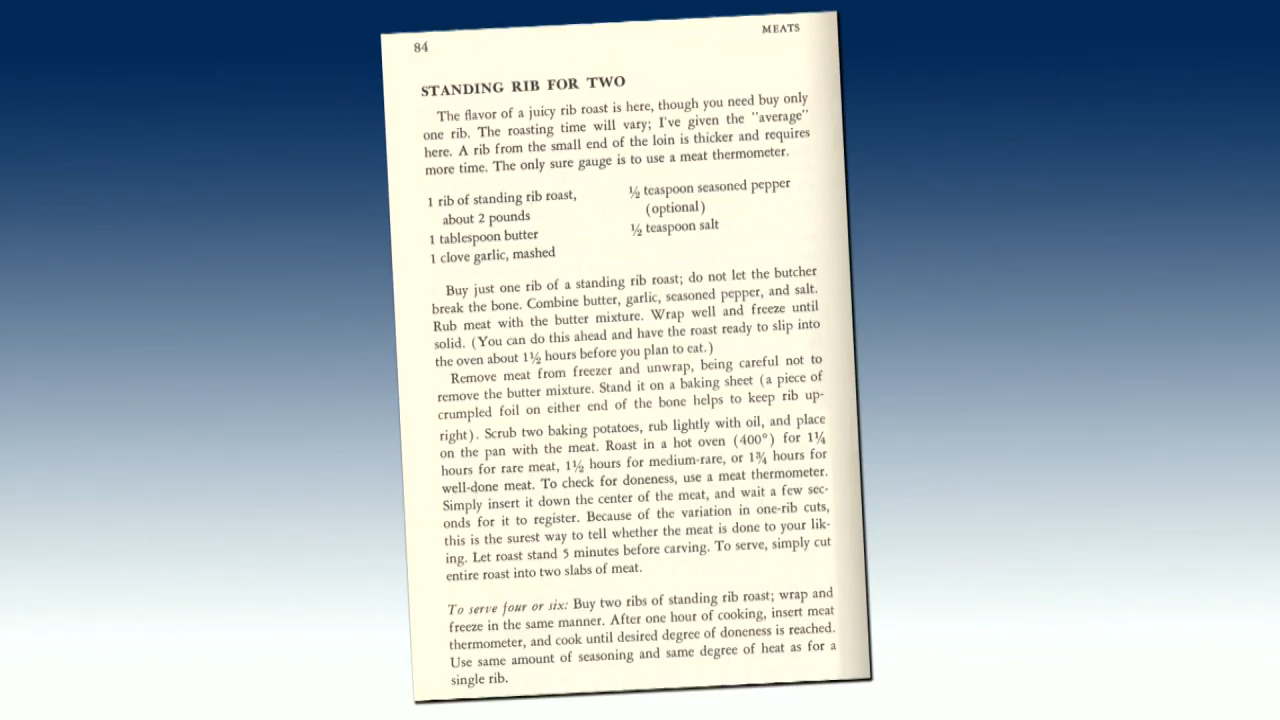 84
MEATS
STANDING RIB FOR TWO
The flavor of a juicy rib roast is here, though you need buy only
one rib. The roasting time will vary; I've given the "average"
here. A rib from the small end of the loin is thicker and requires
more time. The only sure gauge is to use a meat thermometer.
1 rib of standing rib roast,
about 2 pounds
1 tablespoon butter
1 clove garlic, mashed
½ teaspoon seasoned pepper
(optional)
½ teaspoon salt
Buy just one rib of a standing rib roast; do not let the butcher
break the bone. Combine butter, garlic, seasoned pepper, and salt.
Rub meat with the butter mixture. Wrap well and freeze until
solid. (You can do this ahead and have the roast ready to slip into
the oven about 1½ hours before you plan to eat.)
Remove meat from freezer and unwrap, being careful not to
remove the butter mixture. Stand it on a baking sheet (a piece of
crumpled foil on either end of the bone helps to keep rib up-
right). Scrub two baking potatoes, rub lightly with oil, and place
on the pan with the meat. Roast in a hot oven (400°) for 1¼
hours for rare meat, 1½ hours for medium-rare, or 1¾ hours for
well-done meat. To check for doneness, use a meat thermometer.
Simply insert it down the center of the meat, and wait a few sec-
onds for it to register. Because of the variation in one-rib cuts,
this is the surest way to tell whether the meat is done to your lik-
ing. Let roast stand 5 minutes before carving. To serve, simply cut
entire roast into two slabs of meat.
To serve four or six: Buy two ribs of standing rib roast; wrap and
freeze in the same manner. After one hour of cooking, insert meat
thermometer, and cook until desired degree of doneness is reached.
Use same amount of seasoning and same degree of heat as for a
single rib.